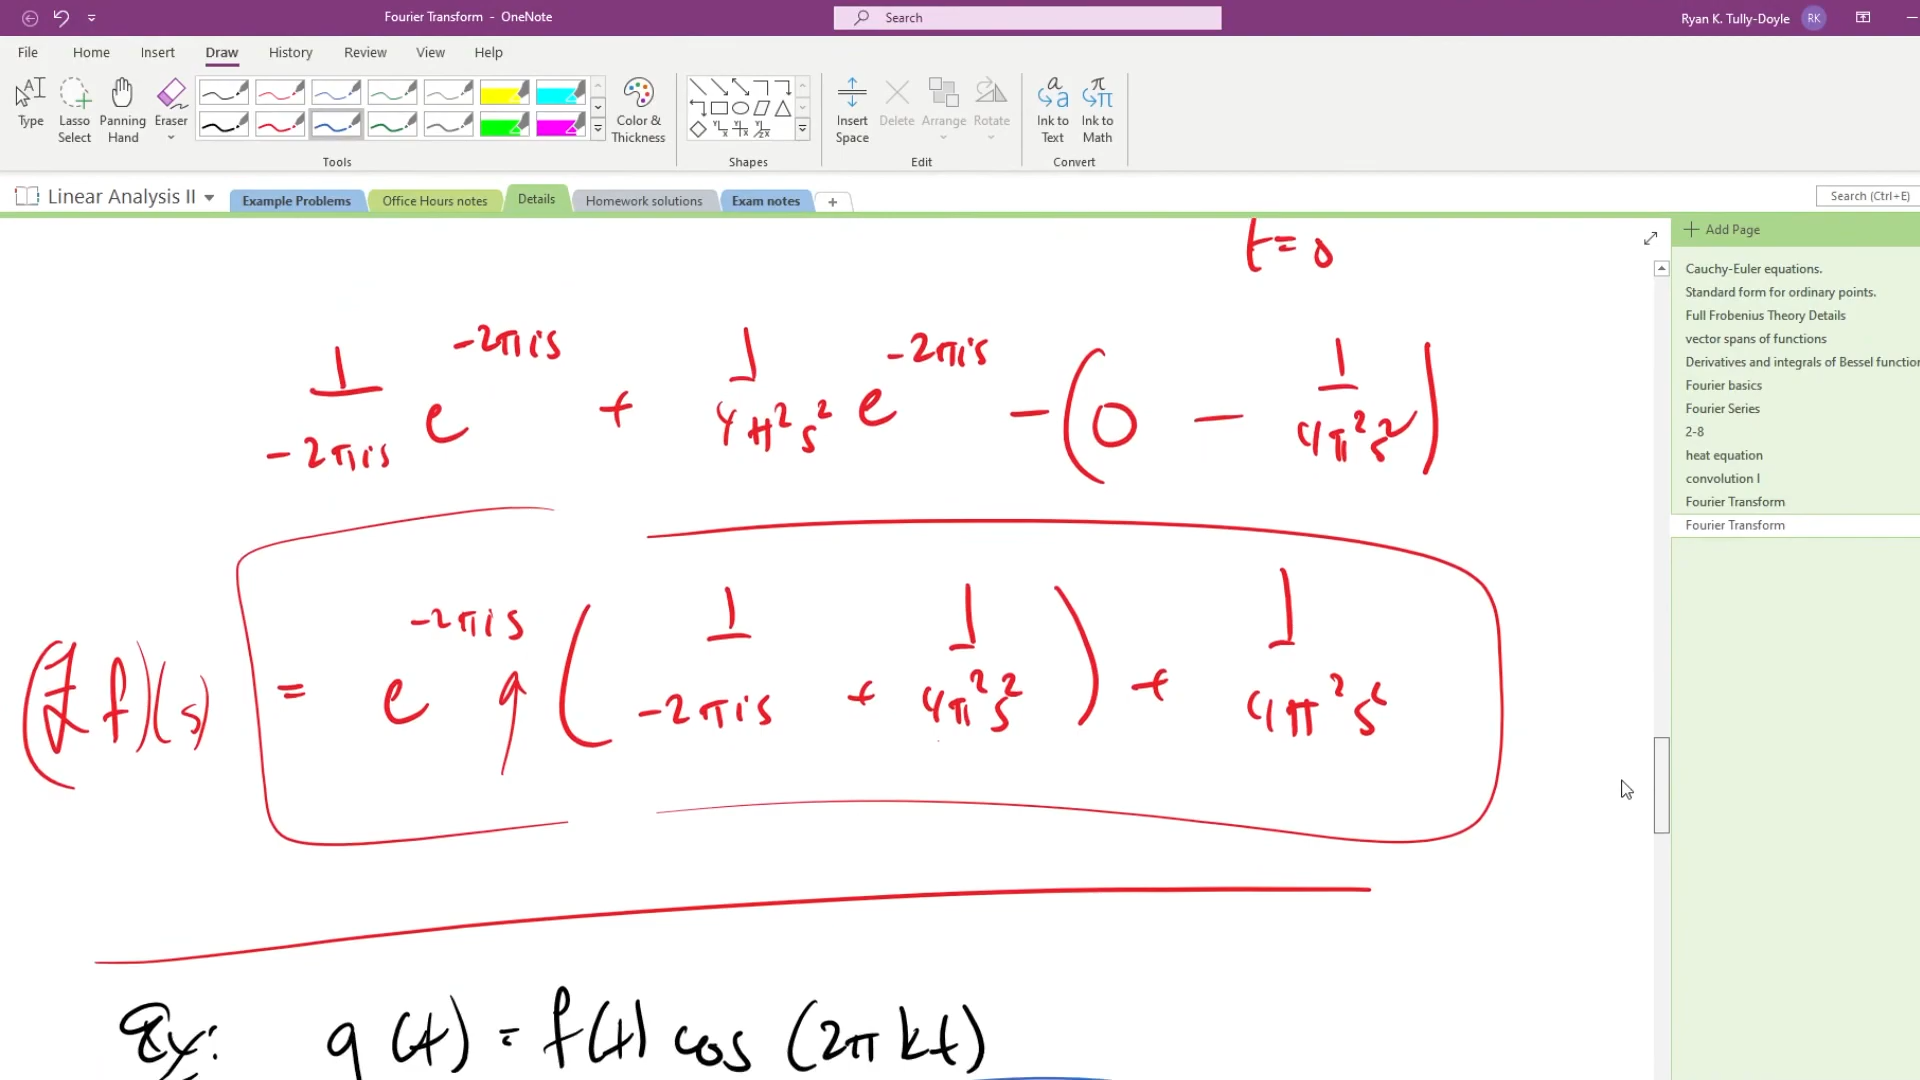 Fourier Transform - OneNote
Search
Ryan K. Tully-Doyle RK
File Home Insert Draw History Review View Help
Type
Lasso Select
Panning Hand
Eraser
Color & Thickness
Insert Space
Delete
Arrange
Rotate
Ink to Text
Ink to Math
Tools Shapes Edit Convert
Linear Analysis II Example Problems Office Hours notes Details Homework solutions Exam notes +
Search (Ctrl+E)
Add Page
Cauchy-Euler equations.
Standard form for ordinary points.
Full Frobenius Theory Details
vector spans of functions
Derivatives and integrals of Bessel function
Fourier basics
Fourier Series
2-8
heat equation
convolution I
Fourier Transform
Fourier Transform
t = 0
1/(-2πis) e^(-2πis) + 1/(4π²s²) e^(-2πis) - (0 - 1/(4π²s²))
(ℱf)(s) = e^(-2πis) (1/(-2πis) + 1/(4π²s²)) + 1/(4π²s²)
Ex: g(t) = f(t) cos(2πkt)